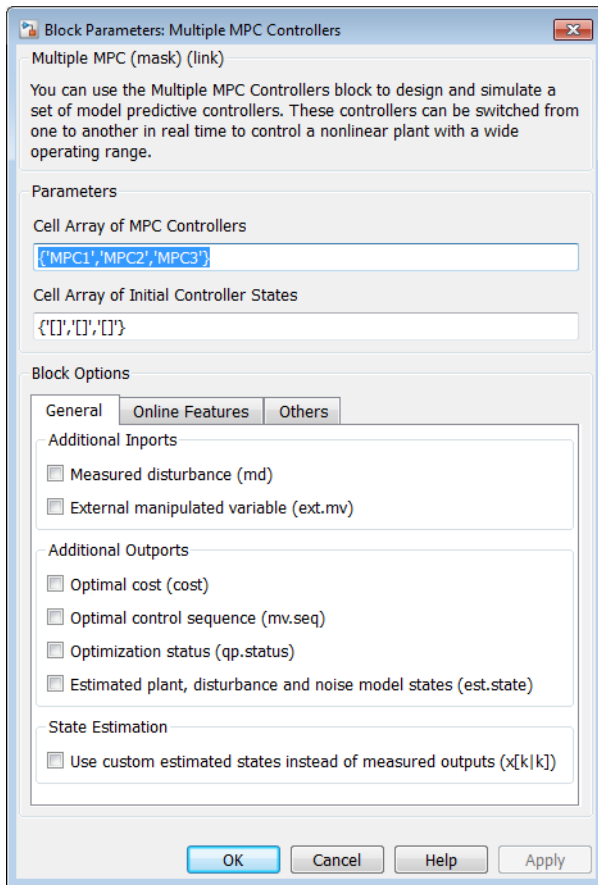 Block Parameters: Multiple MPC Controllers
Multiple MPC (mask) (link)
You can use the Multiple MPC Controllers block to design and simulate a
set of model predictive controllers. These controllers can be switched from
one to another in real time to control a nonlinear plant with a wide
operating range.
Parameters
Cell Array of MPC Controllers
{'MPC1','MPC2','MPC3'}
Cell Array of Initial Controller States
{'[]','[]','[]'}
Block Options
General Online Features Others
Additional Inports
Measured disturbance (md)
External manipulated variable (ext.mv)
Additional Outports
Optimal cost (cost)
Optimal control sequence (mv.seq)
Optimization status (qp.status)
Estimated plant, disturbance and noise model states (est.state)
State Estimation
Use custom estimated states instead of measured outputs (x[k|k])
OK Cancel Help Apply